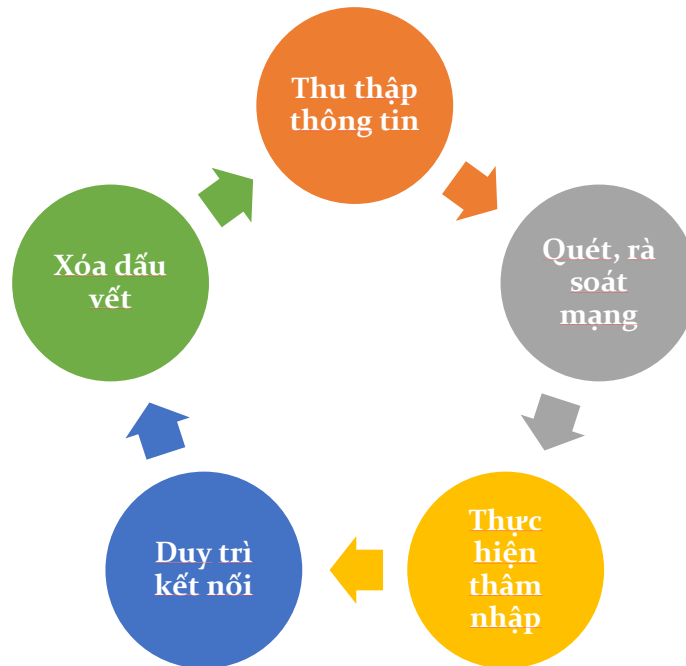 Thu thập
thông tin
Quét, rà
soát
mạng
Thực
hiện
thâm
nhập
Duy trì
kết nối
Xóa dấu
vết